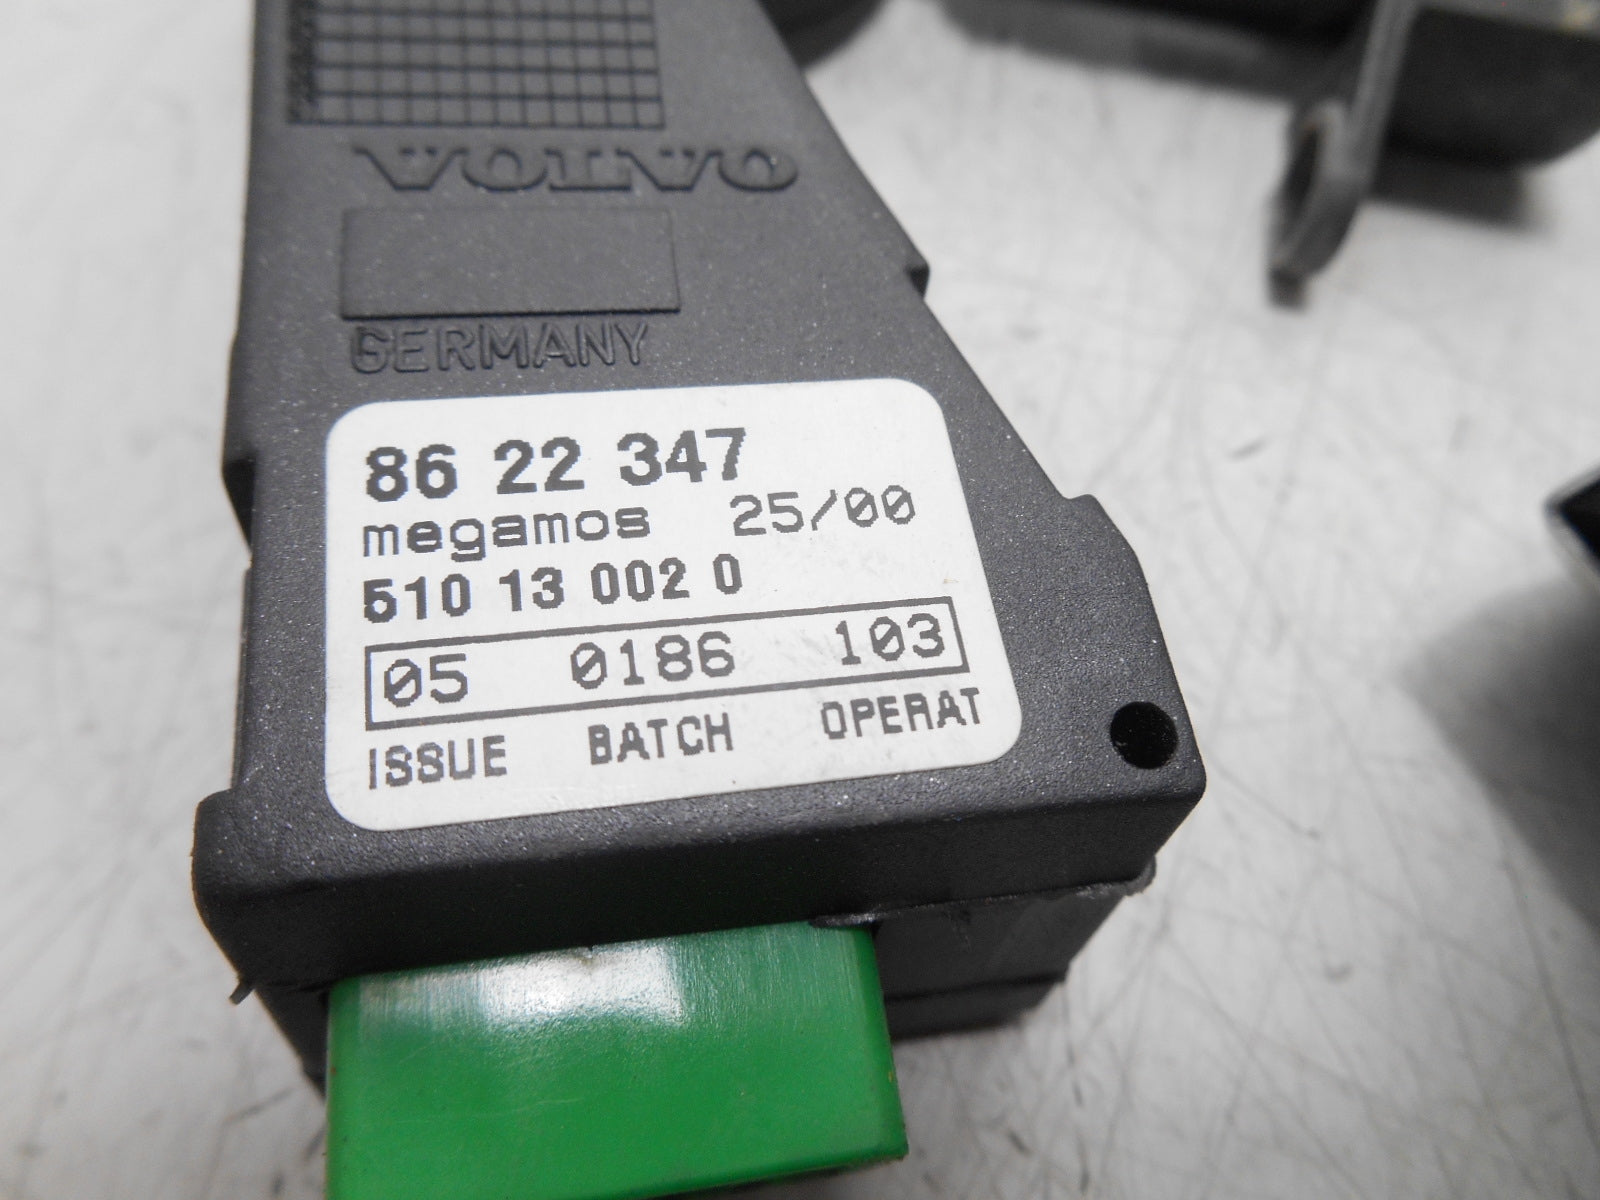 VOLVO
GERMANY
86 22 347
megamos 25/00
510 13 002 0
05 0186 103
ISSUE BATCH OPERAT